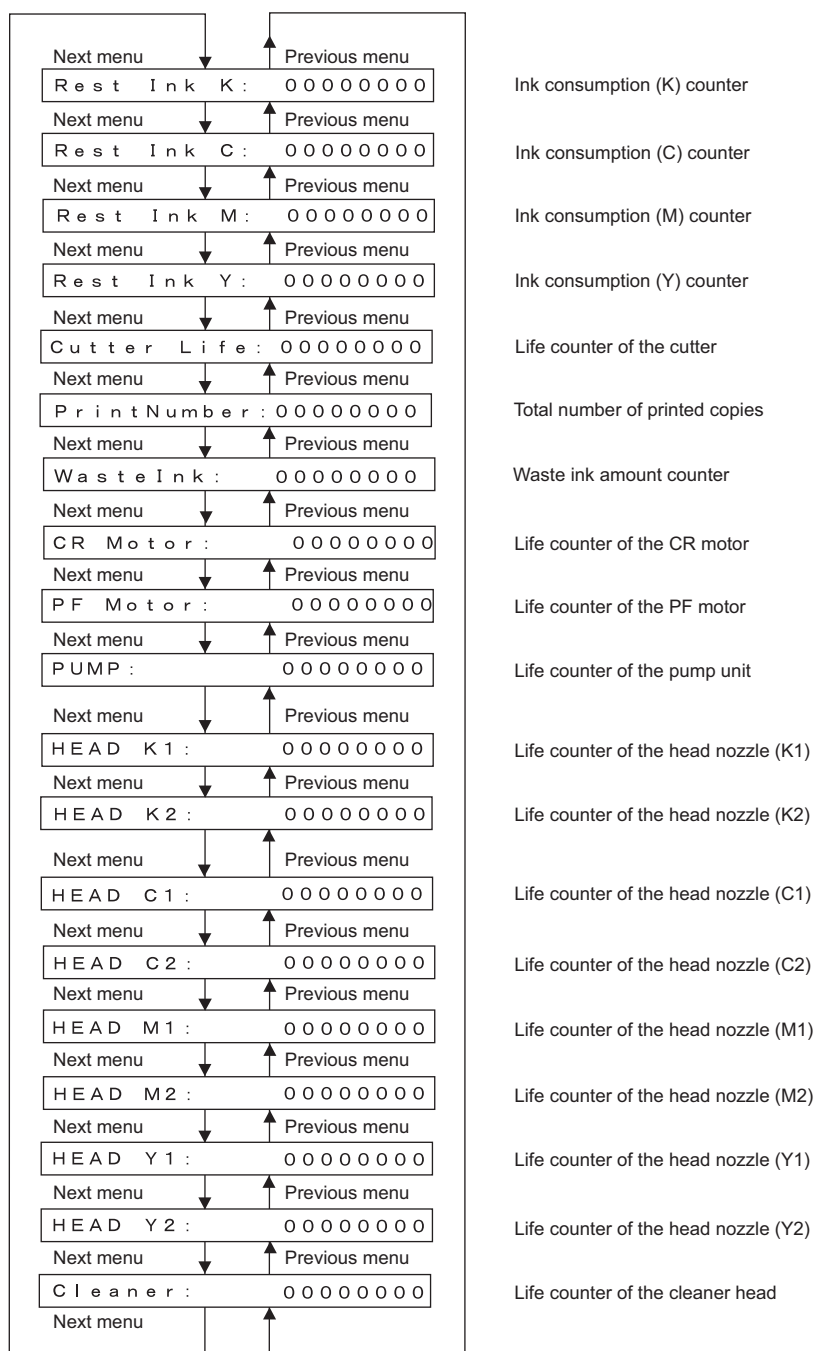 Next menu Previous menu
Rest Ink K: 00000000 Ink consumption (K) counter
Next menu Previous menu
Rest Ink C: 00000000 Ink consumption (C) counter
Next menu Previous menu
Rest Ink M: 00000000 Ink consumption (M) counter
Next menu Previous menu
Rest Ink Y: 00000000 Ink consumption (Y) counter
Next menu Previous menu
Cutter Life: 00000000 Life counter of the cutter
Next menu Previous menu
PrintNumber: 00000000 Total number of printed copies
Next menu Previous menu
WasteInk: 00000000 Waste ink amount counter
Next menu Previous menu
CR Motor: 00000000 Life counter of the CR motor
Next menu Previous menu
PF Motor: 00000000 Life counter of the PF motor
Next menu Previous menu
PUMP: 00000000 Life counter of the pump unit
Next menu Previous menu
HEAD K1: 00000000 Life counter of the head nozzle (K1)
Next menu Previous menu
HEAD K2: 00000000 Life counter of the head nozzle (K2)
Next menu Previous menu
HEAD C1: 00000000 Life counter of the head nozzle (C1)
Next menu Previous menu
HEAD C2: 00000000 Life counter of the head nozzle (C2)
Next menu Previous menu
HEAD M1: 00000000 Life counter of the head nozzle (M1)
Next menu Previous menu
HEAD M2: 00000000 Life counter of the head nozzle (M2)
Next menu Previous menu
HEAD Y1: 00000000 Life counter of the head nozzle (Y1)
Next menu Previous menu
HEAD Y2: 00000000 Life counter of the head nozzle (Y2)
Next menu Previous menu
Cleaner: 00000000 Life counter of the cleaner head
Next menu